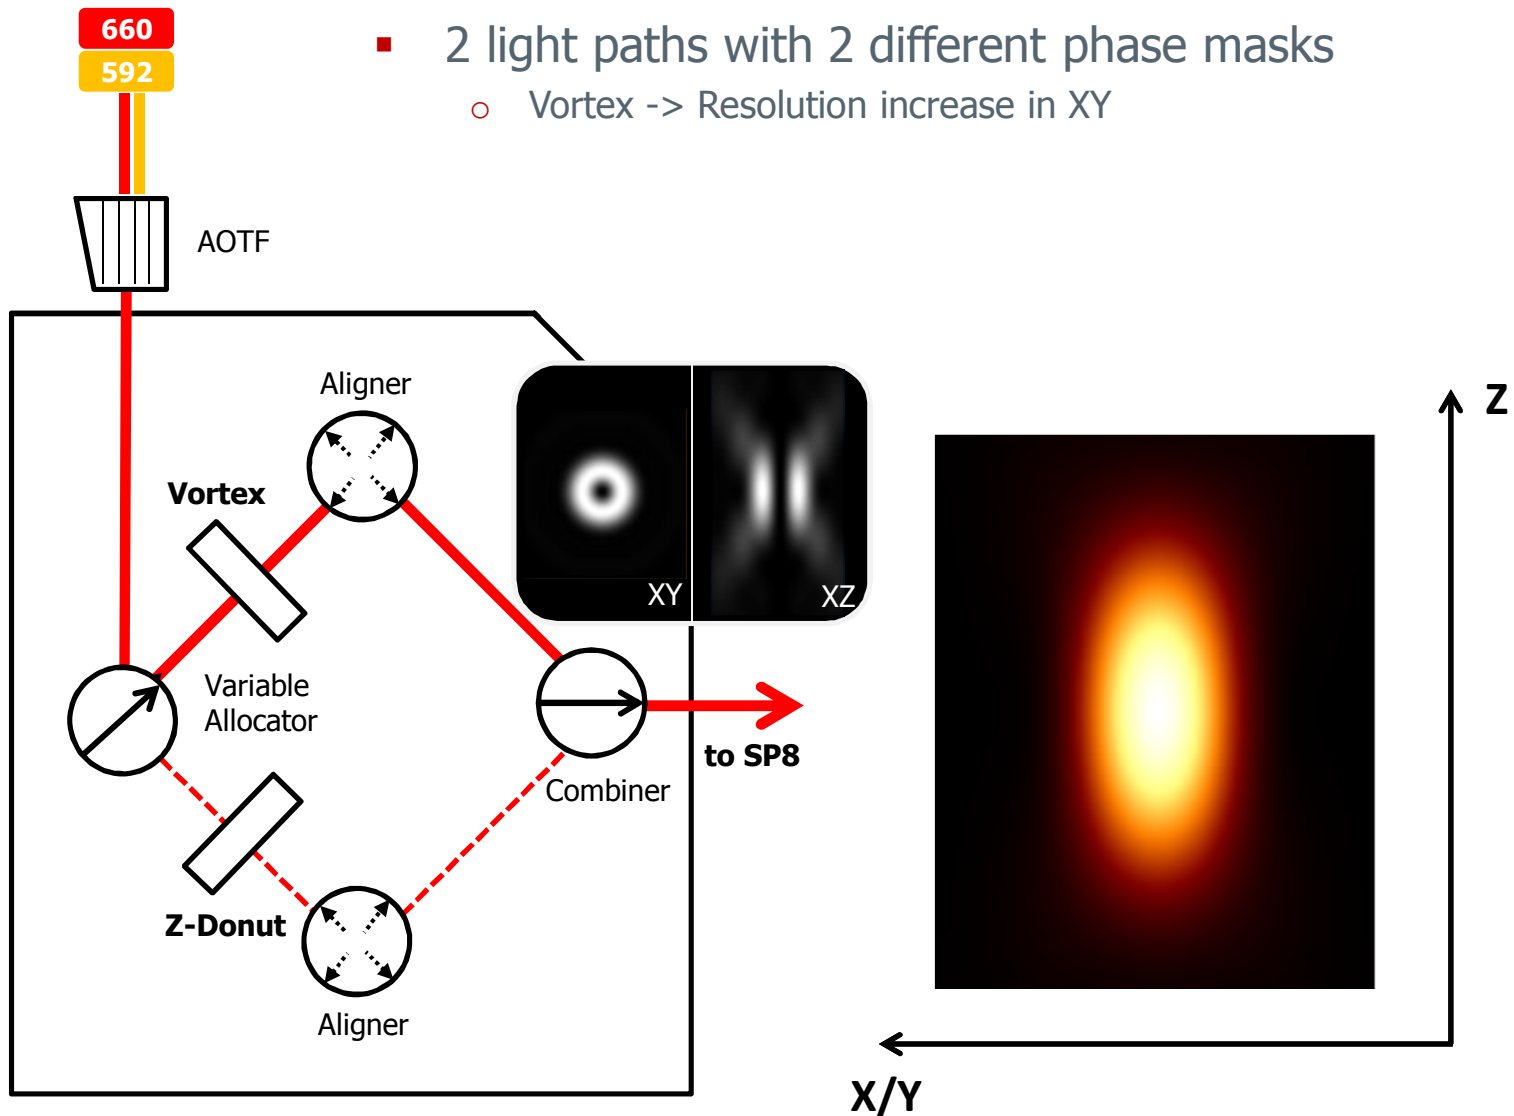 660
592
▪ 2 light paths with 2 different phase masks
o Vortex -> Resolution increase in XY
AOTF
Aligner
Vortex
XY
XZ
Z
Variable
Allocator
to SP8
Combiner
Z-Donut
Aligner
X/Y